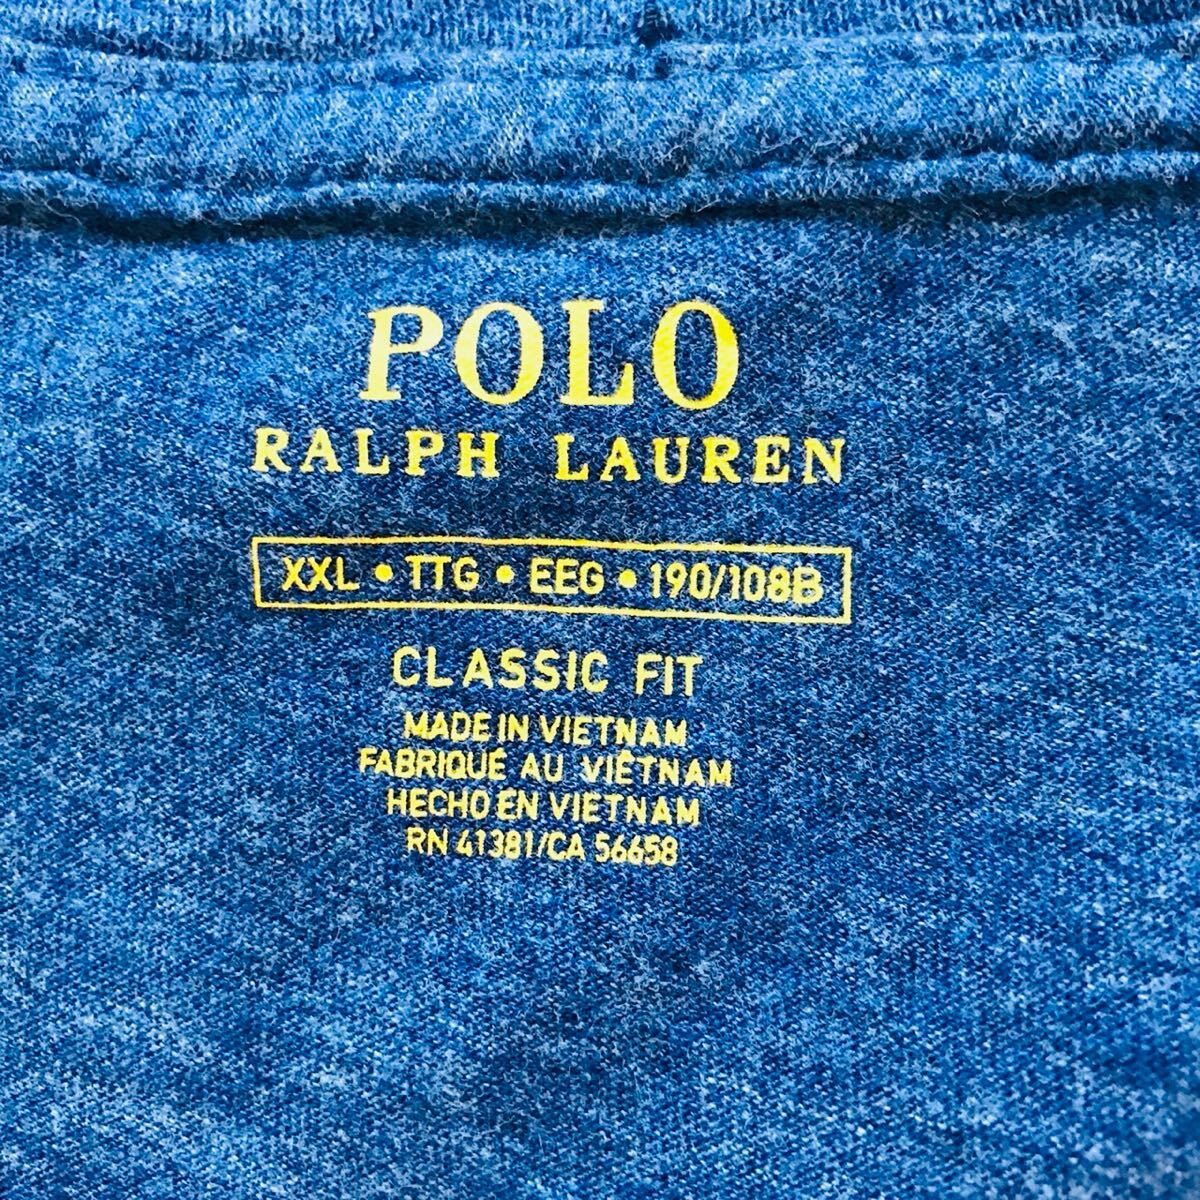 POLO
RALPH LAUREN
XXL • TTG • EEG • 190/108B
CLASSIC FIT
MADE IN VIETNAM
FABRIQUÉ AU VIÊTNAM
HECHO EN VIETNAM
RN 41381/CA 56658